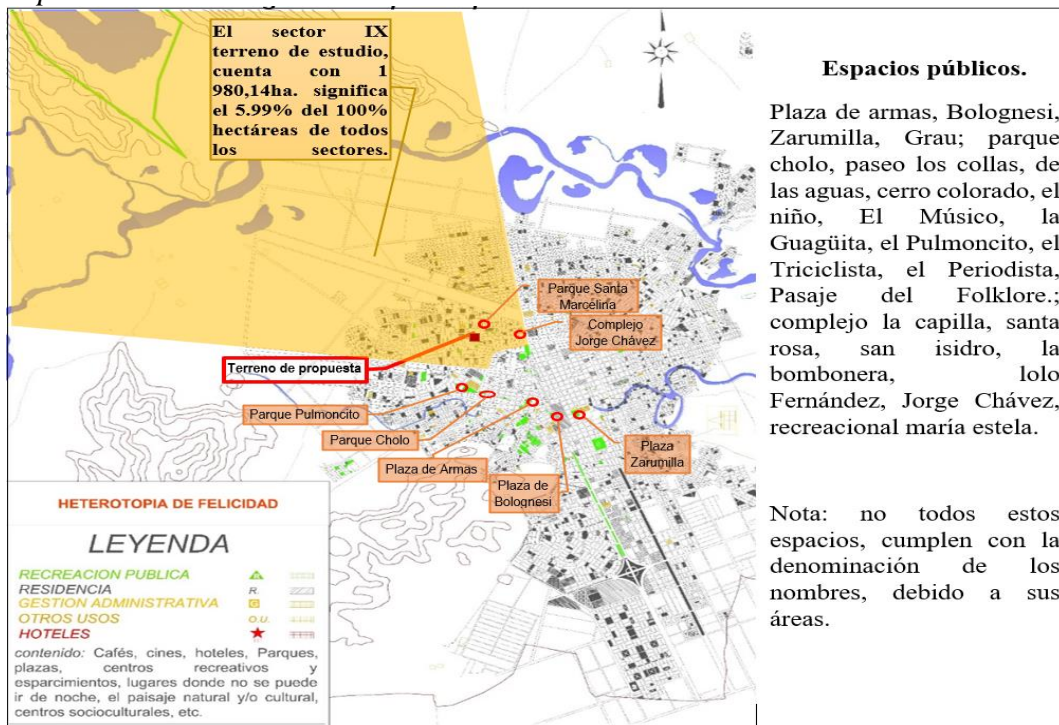 El sector IX
terreno de estudio,
cuenta con 1
980,14ha. significa
el 5.99% del 100%
hectáreas de todos
los sectores.
Parque Santa
Marcélina
Complejo
Jorge Chávez
Terreno de propuesta
Parque Pulmoncito
Parque Cholo
Plaza de Armas
Plaza de
Bolognesi
Plaza
Zarumilla
HETEROTOPIA DE FELICIDAD
LEYENDA
RECREACION PUBLICA
RESIDENCIA R.
GESTION ADMINISTRATIVA
OTROS USOS O.U.
HOTELES
contenido: Cafés, cines, hoteles, Parques,
plazas, centros recreativos y
esparcimientos, lugares donde no se puede
ir de noche, el paisaje natural y/o cultural,
centros socioculturales, etc.
Espacios públicos.
Plaza de armas, Bolognesi,
Zarumilla, Grau; parque
cholo, paseo los collas, de
las aguas, cerro colorado, el
niño, El Músico, la
Guagüita, el Pulmoncito, el
Triciclista, el Periodista,
Pasaje del Folklore.;
complejo la capilla, santa
rosa, san isidro, la
bombonera, lolo
Fernández, Jorge Chávez,
recreacional maría estela.
Nota: no todos estos
espacios, cumplen con la
denominación de los
nombres, debido a sus
áreas.